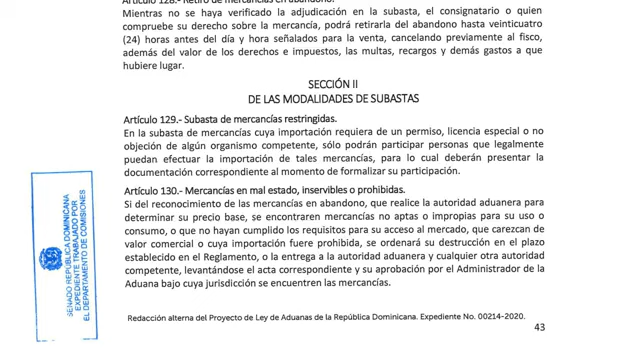 Artículo 128.- Retiro de mercancías en abandono.
Mientras no se haya verificado la adjudicación en la subasta, el consignatario o quien
compruebe su derecho sobre la mercancía, podrá retirarla del abandono hasta veinticuatro
(24) horas antes del día y hora señalados para la venta, cancelando previamente al fisco,
además del valor de los derechos e impuestos, las multas, recargos y demás gastos a que
hubiere lugar.
SECCIÓN II
DE LAS MODALIDADES DE SUBASTAS
Artículo 129.- Subasta de mercancías restringidas.
En la subasta de mercancías cuya importación requiera de un permiso, licencia especial o no
objeción de algún organismo competente, sólo podrán participar personas que legalmente
puedan efectuar la importación de tales mercancías, para lo cual deberán presentar la
documentación correspondiente al momento de formalizar su participación.
Artículo 130.- Mercancías en mal estado, inservibles o prohibidas.
Si del reconocimiento de las mercancías en abandono, que realice la autoridad aduanera para
determinar su precio base, se encontraren mercancías no aptas o impropias para su uso o
consumo, o que no hayan cumplido los requisitos para su acceso al mercado, que carezcan de
valor comercial o cuya importación fuere prohibida, se ordenará su destrucción en el plazo
establecido en el Reglamento, o la entrega a la autoridad aduanera y cualquier otra autoridad
competente, levantándose el acta correspondiente y su aprobación por el Administrador de la
Aduana bajo cuya jurisdicción se encuentren las mercancías.
SENADO REPÚBLICA DOMINICANA
EXPEDIENTE TRABAJADO POR
EL DEPARTAMENTO DE COMISIONES
Redacción alterna del Proyecto de Ley de Aduanas de la República Dominicana. Expediente No. 00214-2020.
43